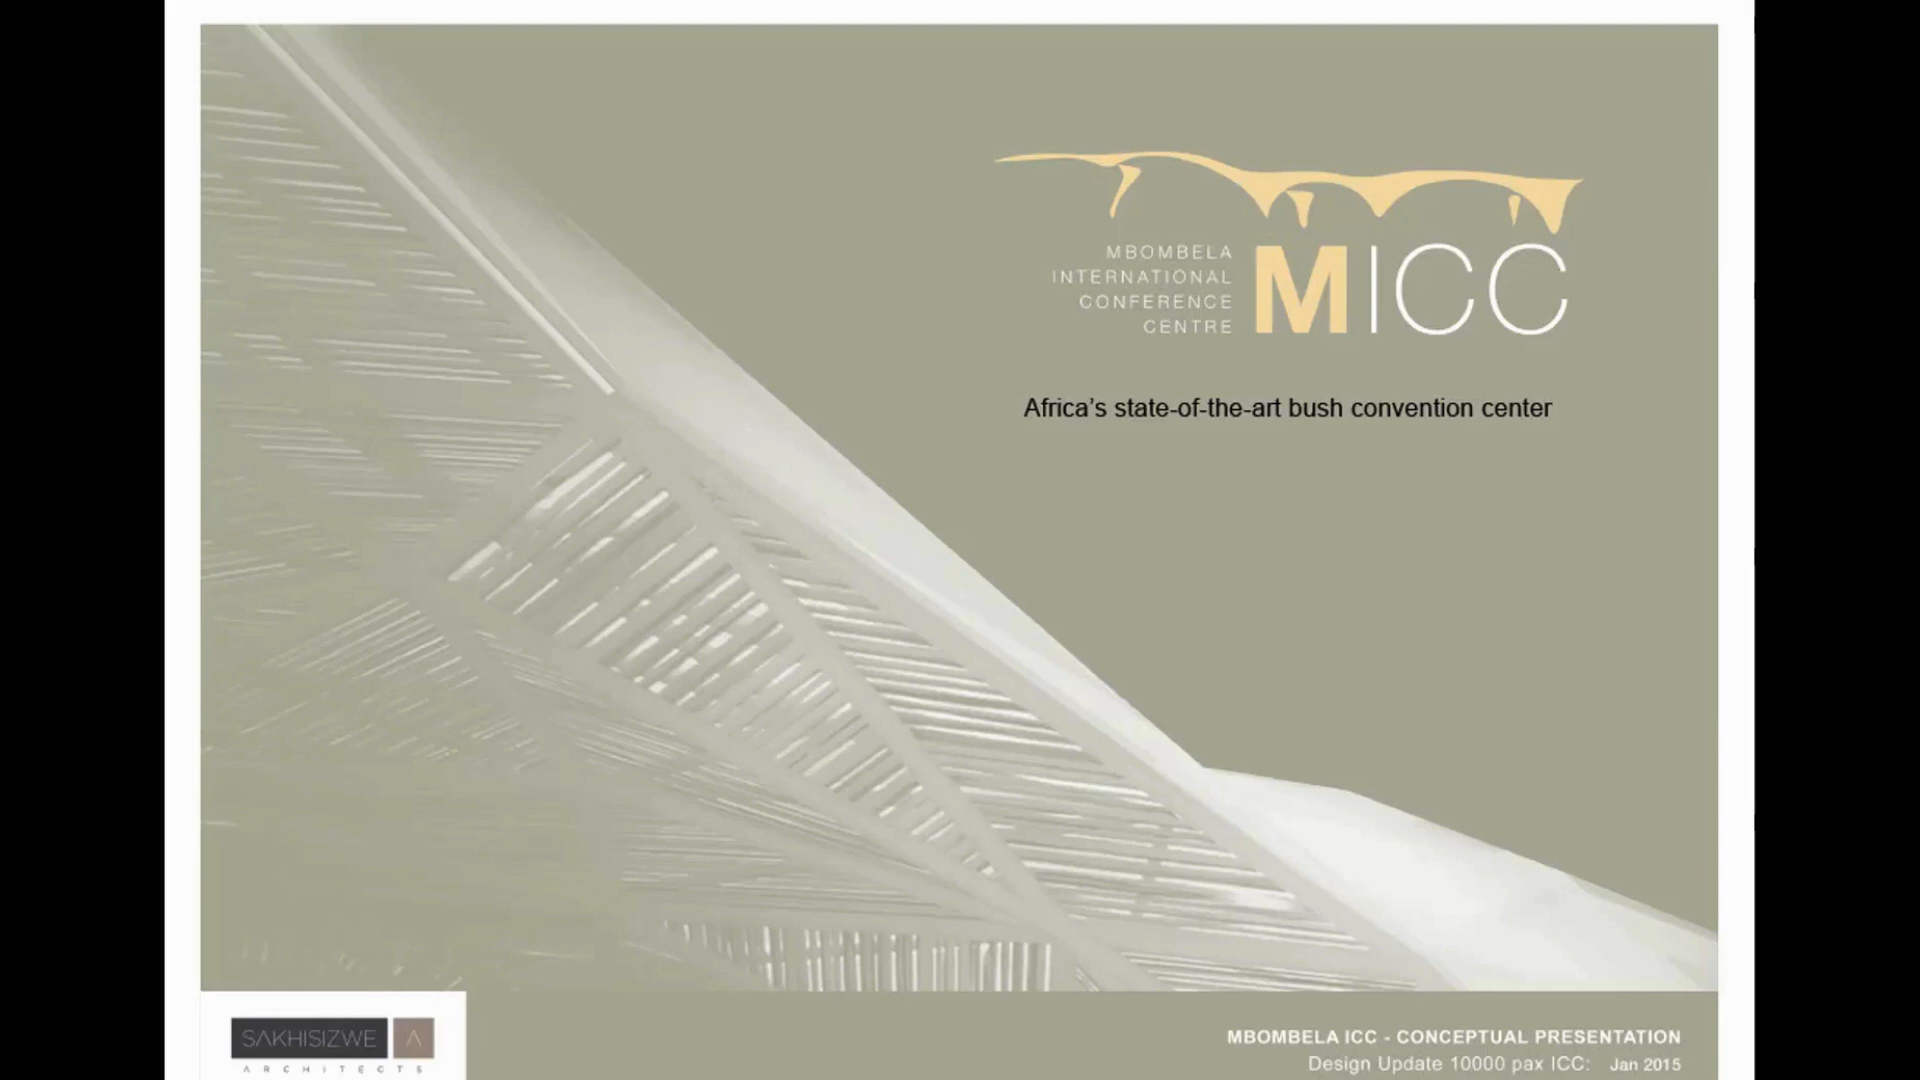 MBOMBELA
INTERNATIONAL
CONFERENCE
CENTRE
MICC
Africa's state-of-the-art bush convention center
SAKHISIZWE A
ARCHITECTS
MBOMBELA ICC - CONCEPTUAL PRESENTATION
Design Update 10000 pax ICC: Jan 2015